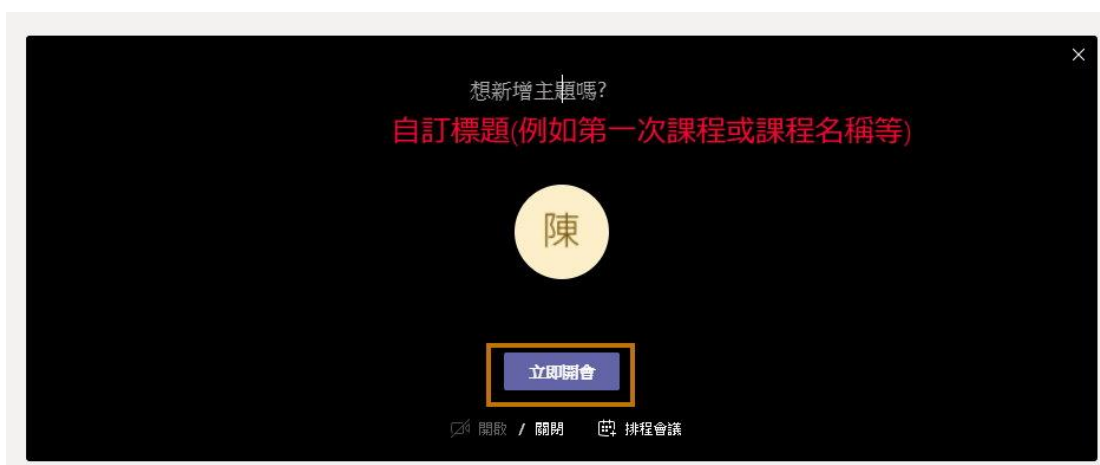 想新增主題嗎?
自訂標題(例如第一次課程或課程名稱等)
陳
立即開會
開啟 / 關閉 排程會議